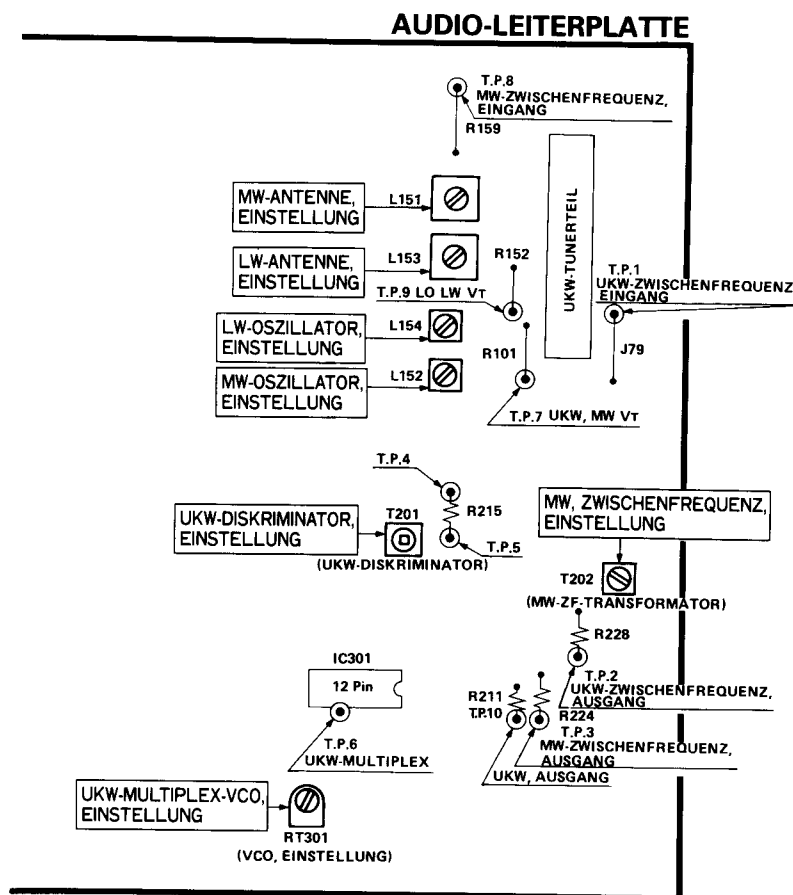 AUDIO-LEITERPLATTE
T.P.8
MW-ZWISCHENFREQUENZ,
EINGANG
R159
MW-ANTENNE,
EINSTELLUNG
L151
LW-ANTENNE,
EINSTELLUNG
L153
R152
UKW-TUNERTEIL
T.P.1
UKW-ZWISCHENFREQUENZ
EINGANG
T.P.9 LO LW VT
LW-OSZILLATOR,
EINSTELLUNG
L154
R101
J79
MW-OSZILLATOR,
EINSTELLUNG
L152
T.P.7 UKW, MW VT
T.P.4
R215
T.P.5
UKW-DISKRIMINATOR,
EINSTELLUNG
T201
(UKW-DISKRIMINATOR)
MW, ZWISCHENFREQUENZ,
EINSTELLUNG
T202
(MW-ZF-TRANSFORMATOR)
R228
T.P.2
UKW-ZWISCHENFREQUENZ,
AUSGANG
IC301
12 Pin
T.P.6
UKW-MULTIPLEX
R211
T.P.10
R224
T.P.3
MW-ZWISCHENFREQUENZ,
AUSGANG
UKW, AUSGANG
UKW-MULTIPLEX-VCO,
EINSTELLUNG
RT301
(VCO, EINSTELLUNG)